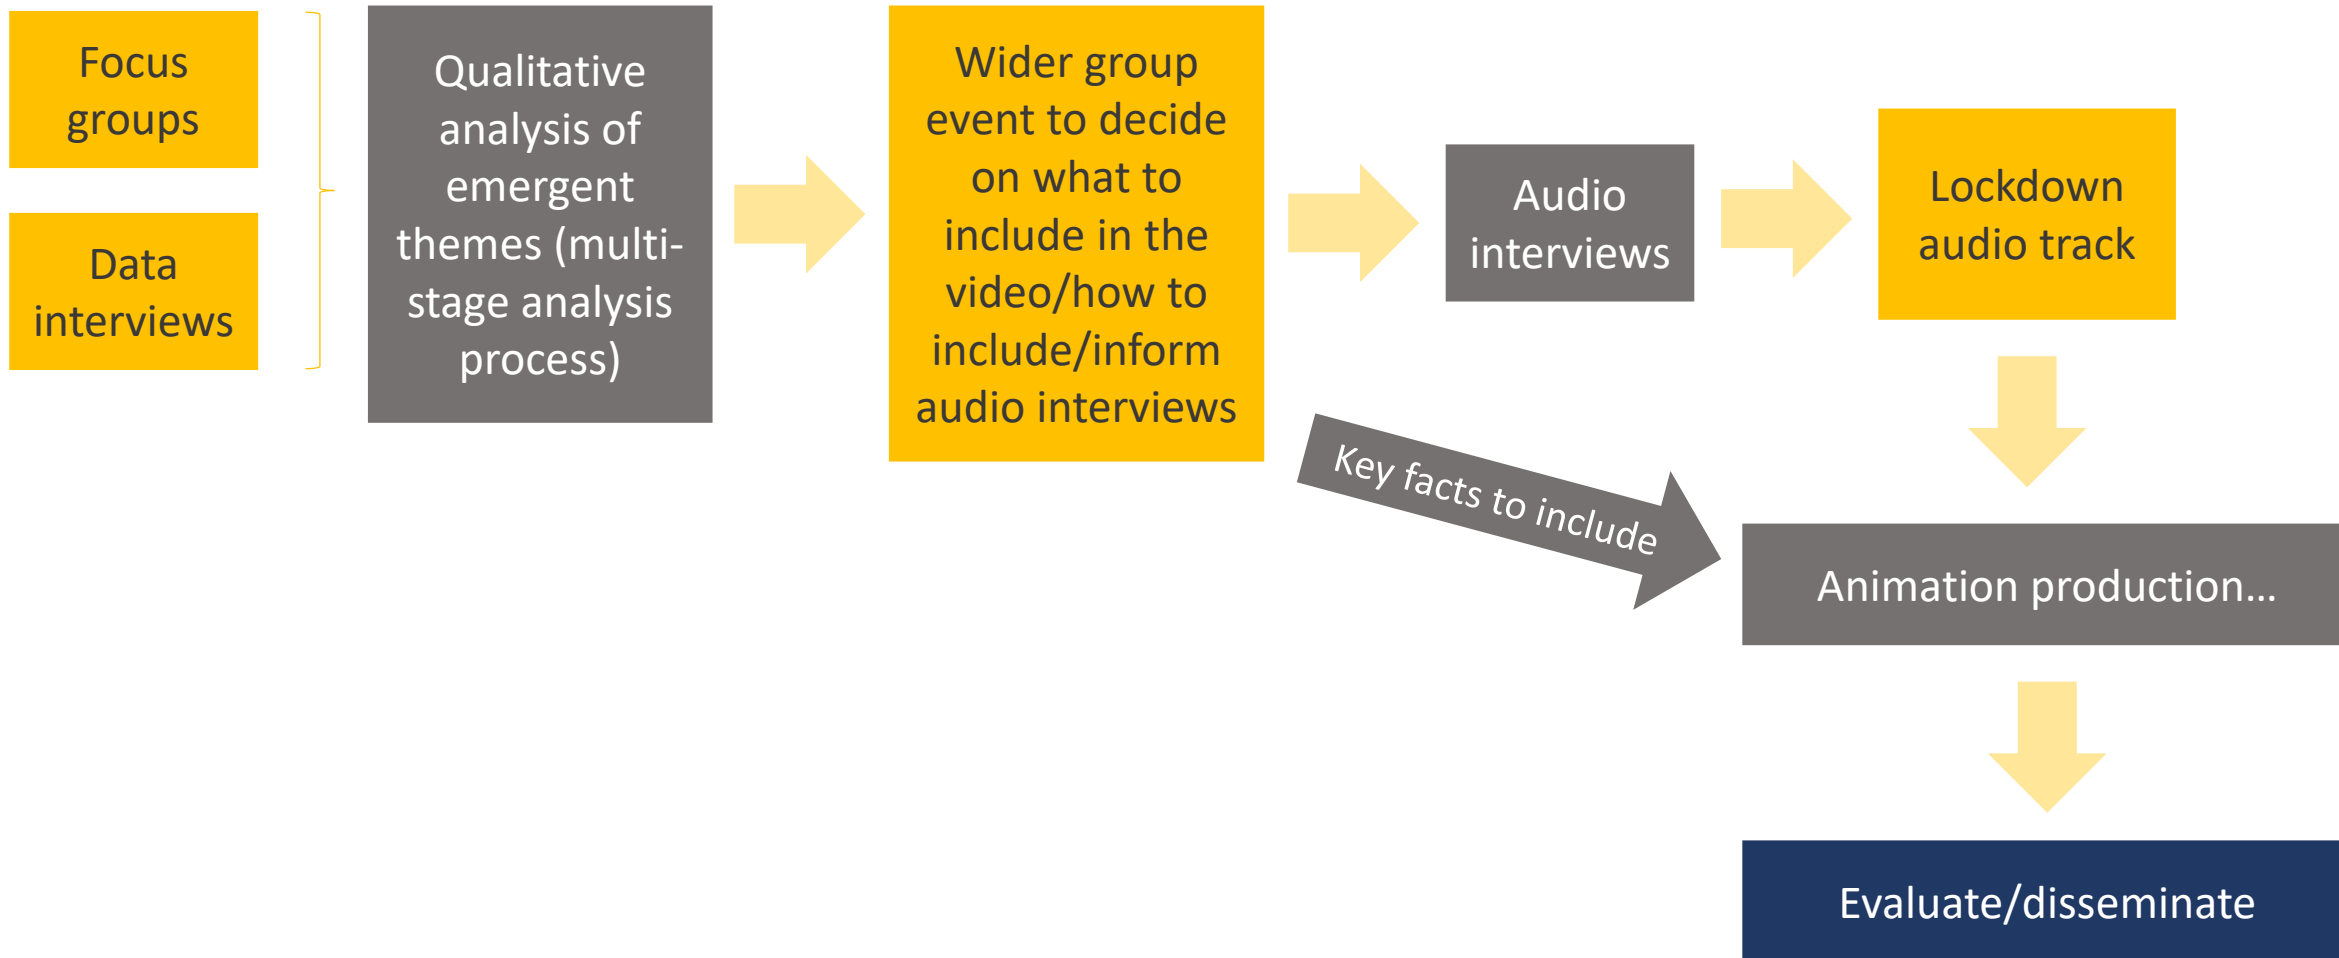 Focus
groups
Data
interviews
Qualitative
analysis of
emergent
themes (multi-
stage analysis
process)
Wider group
event to decide
on what to
include in the
video/how to
include/inform
audio interviews
Audio
interviews
Lockdown
audio track
Key facts to include
Animation production...
Evaluate/disseminate